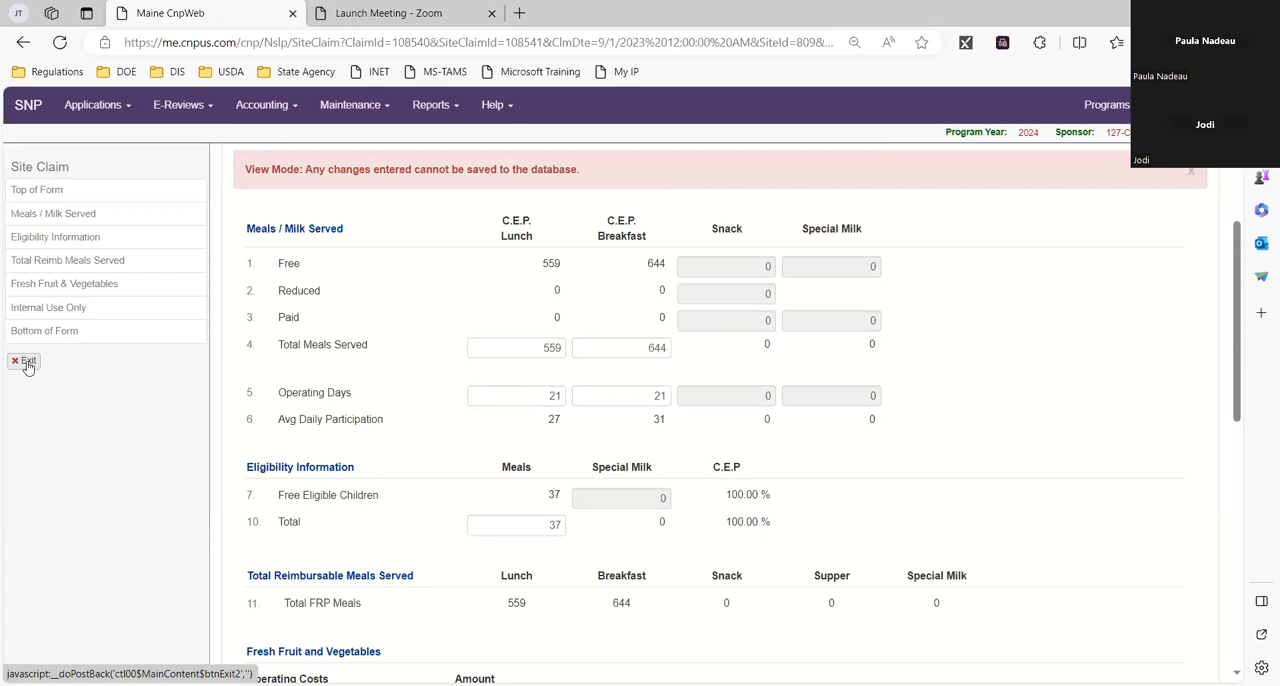 JT Maine CnpWeb Launch Meeting - Zoom
https://me.cnpus.com/cnp/Nslp/SiteClaim?ClaimId=108540&SiteClaimId=108541&ClmDte=9/1/2023%2012:00:00%20AM&SiteId=809&...
Regulations DOE DIS USDA State Agency INET MS-TAMS Microsoft Training My IP
Paula Nadeau
Paula Nadeau
Jodi
Jodi
SNP Applications E-Reviews Accounting Maintenance Reports Help Programs
Program Year: 2024 Sponsor: 127-C
Site Claim
Top of Form
Meals / Milk Served
Eligibility Information
Total Reimb Meals Served
Fresh Fruit & Vegetables
Internal Use Only
Bottom of Form
Exit
View Mode: Any changes entered cannot be saved to the database.
Meals / Milk Served C.E.P. Lunch C.E.P. Breakfast Snack Special Milk
1. Free 559 644 0 0
2. Reduced 0 0 0
3. Paid 0 0 0 0
4. Total Meals Served 559 644 0 0
5. Operating Days 21 21 0 0
6. Avg Daily Participation 27 31 0 0
Eligibility Information Meals Special Milk C.E.P
7. Free Eligible Children 37 0 100.00 %
10. Total 37 0 100.00 %
Total Reimbursable Meals Served Lunch Breakfast Snack Supper Special Milk
11. Total FRP Meals 559 644 0 0 0
Fresh Fruit and Vegetables
perating Costs Amount
javascript:__doPostBack('ctl00$MainContent$btnExit2','')